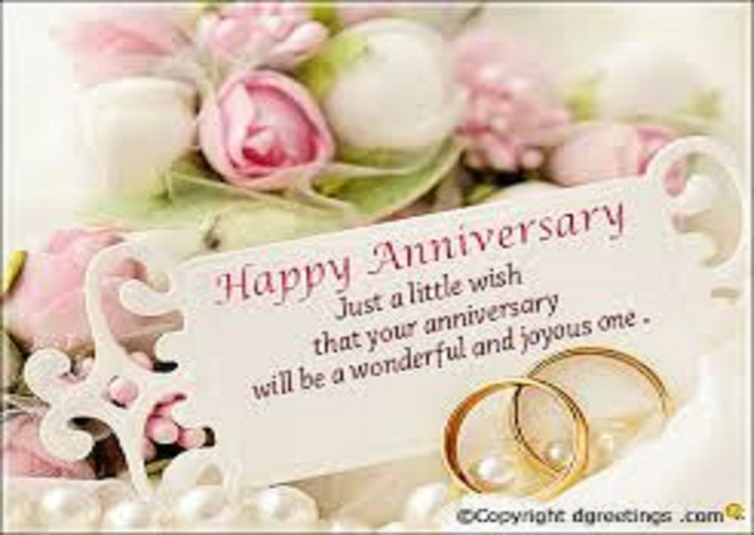 Happy Anniversary
Just a little wish
that your anniversary
will be a wonderful and joyous one .
©Copyright dgreetings .com